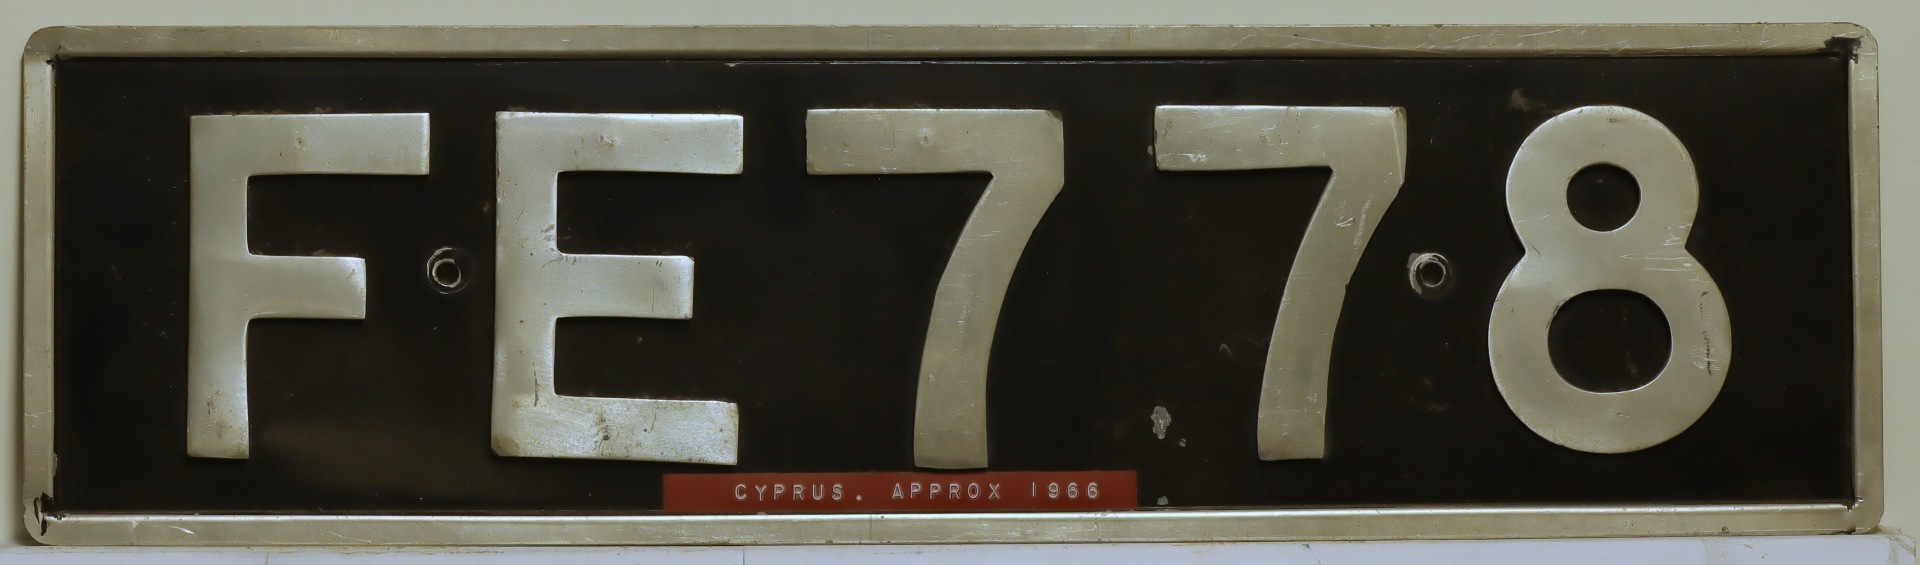 FE778
CYPRUS. APPROX 1966